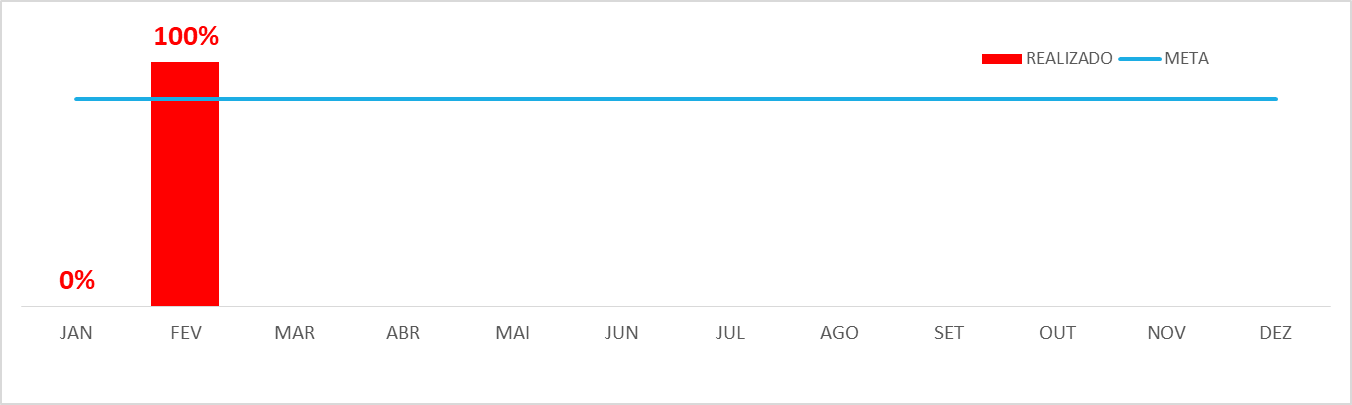 100%
REALIZADO META
0%
JAN FEV MAR ABR MAI JUN JUL AGO SET OUT NOV DEZ